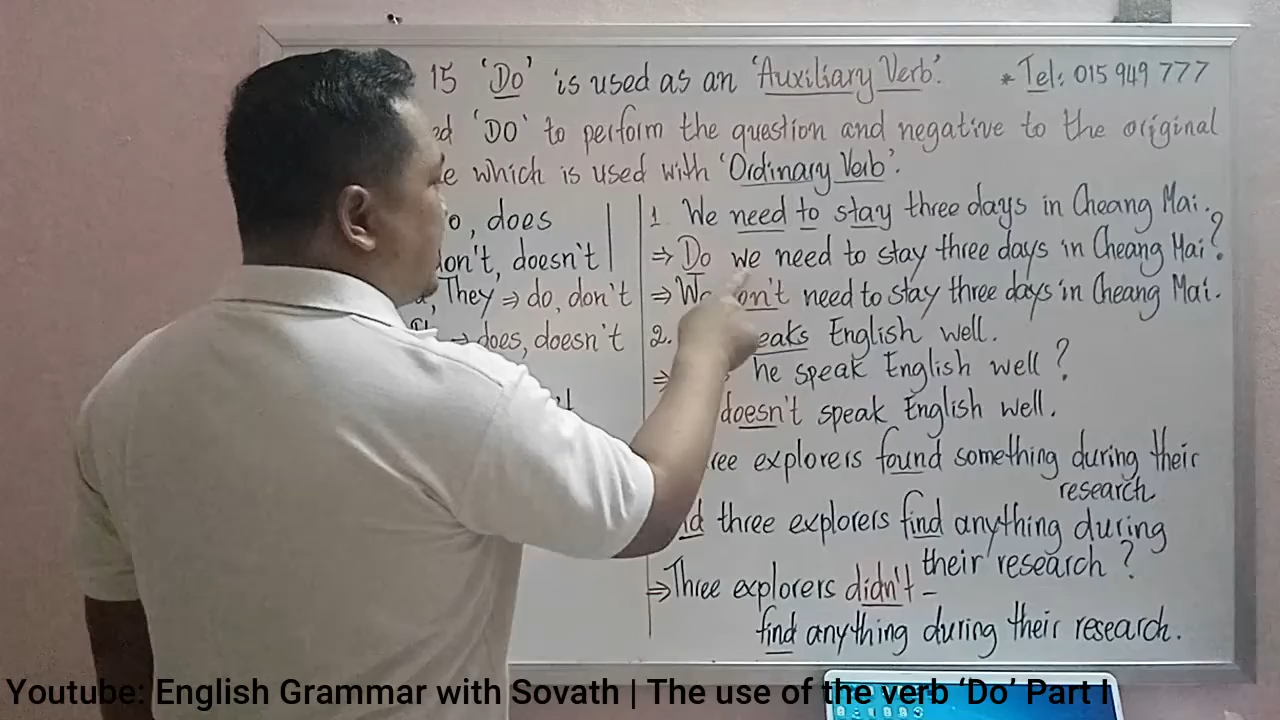 15 'Do' is used as an 'Auxiliary Verb'.
* Tel: 015 949 777
'DO' to perform the question and negative to the original
which is used with 'Ordinary Verb'.
does
don't, doesn't
They ⇒ do, don't
does, doesn't
1. We need to stay three days in Cheang Mai.
⇒ Do we need to stay three days in Cheang Mai?
⇒ need to stay three days in Cheang Mai.
2. English well.
⇒ he speak English well?
doesn't speak English well.
explorers found something during their
research
three explorers find anything during
their research?
⇒ Three explorers didn't –
find anything during their research.
Youtube: English Grammar with Sovath | The use of the verb ‘Do’ Part I